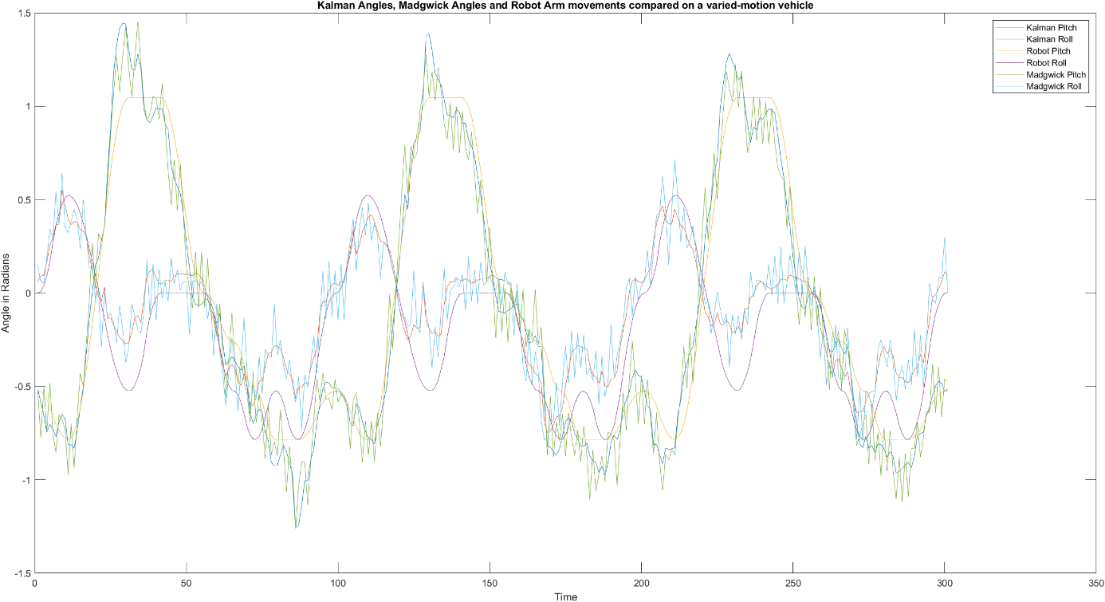 Kalman Angles, Madgwick Angles and Robot Arm movements compared on a varied-motion vehicle
Kalman Pitch
Kalman Roll
Robot Pitch
Robot Roll
Madgwick Pitch
Madgwick Roll
1.5
1
0.5
0
-0.5
-1
-1.5
Angle in Radians
0
50
100
150
200
250
300
350
Time